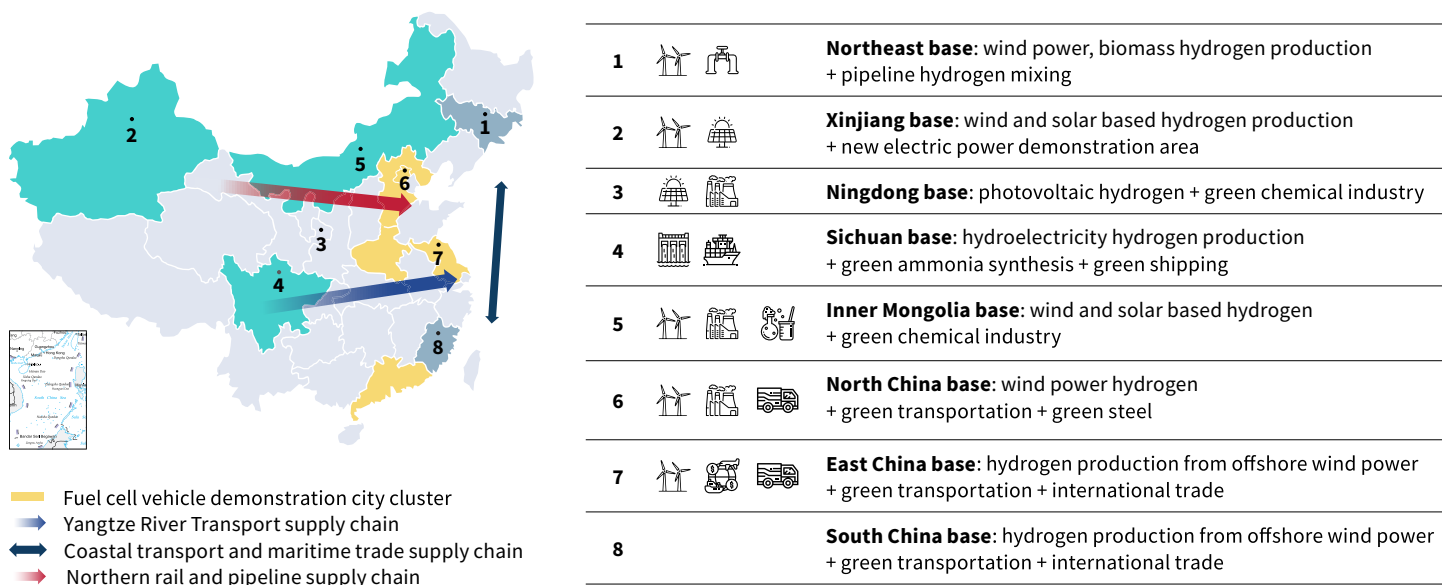 1
2
5
6
3
7
4
8
Fuel cell vehicle demonstration city cluster
Yangtze River Transport supply chain
Coastal transport and maritime trade supply chain
Northern rail and pipeline supply chain
1
Northeast base: wind power, biomass hydrogen production
+ pipeline hydrogen mixing
2
Xinjiang base: wind and solar based hydrogen production
+ new electric power demonstration area
3
Ningdong base: photovoltaic hydrogen + green chemical industry
4
Sichuan base: hydroelectricity hydrogen production
+ green ammonia synthesis + green shipping
5
Inner Mongolia base: wind and solar based hydrogen
+ green chemical industry
6
North China base: wind power hydrogen
+ green transportation + green steel
7
East China base: hydrogen production from offshore wind power
+ green transportation + international trade
8
South China base: hydrogen production from offshore wind power
+ green transportation + international trade